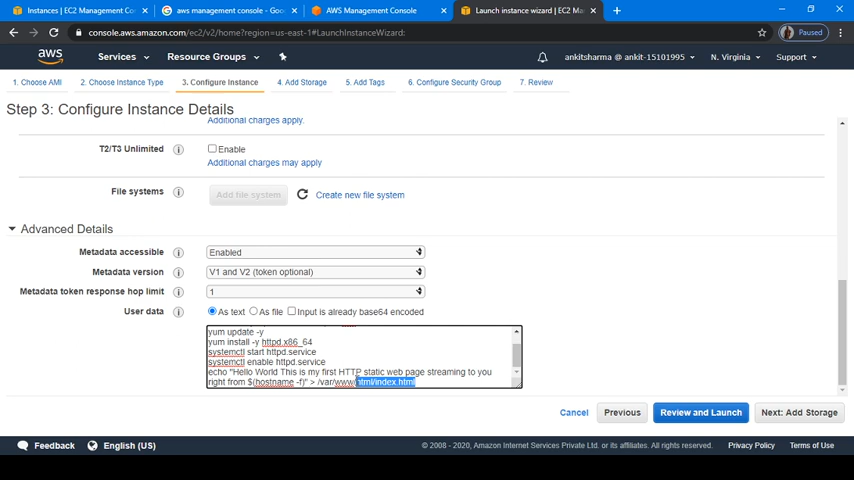 Instances | EC2 Management Co
aws management console - Goo
AWS Management Console
Launch instance wizard | EC2 Ma
console.aws.amazon.com/ec2/v2/home?region=us-east-1#LaunchInstanceWizard:
Paused
aws
Services
Resource Groups
ankitsharma @ ankit-15101995
N. Virginia
Support
1. Choose AMI
2. Choose Instance Type
3. Configure Instance
4. Add Storage
5. Add Tags
6. Configure Security Group
7. Review
Step 3: Configure Instance Details
Additional charges apply.
T2/T3 Unlimited
Enable
Additional charges may apply
File systems
Add file system
Create new file system
Advanced Details
Metadata accessible
Enabled
Metadata version
V1 and V2 (token optional)
Metadata token response hop limit
1
User data
As text
As file
Input is already base64 encoded
yum update -y
yum install -y httpd.x86_64
systemctl start httpd.service
systemctl enable httpd.service
echo "Hello World This is my first HTTP static web page streaming to you
right from $(hostname -f)" > /var/www/html/index.html
Cancel
Previous
Review and Launch
Next: Add Storage
Feedback
English (US)
© 2008 - 2020, Amazon Internet Services Private Ltd. or its affiliates. All rights reserved.
Privacy Policy
Terms of Use